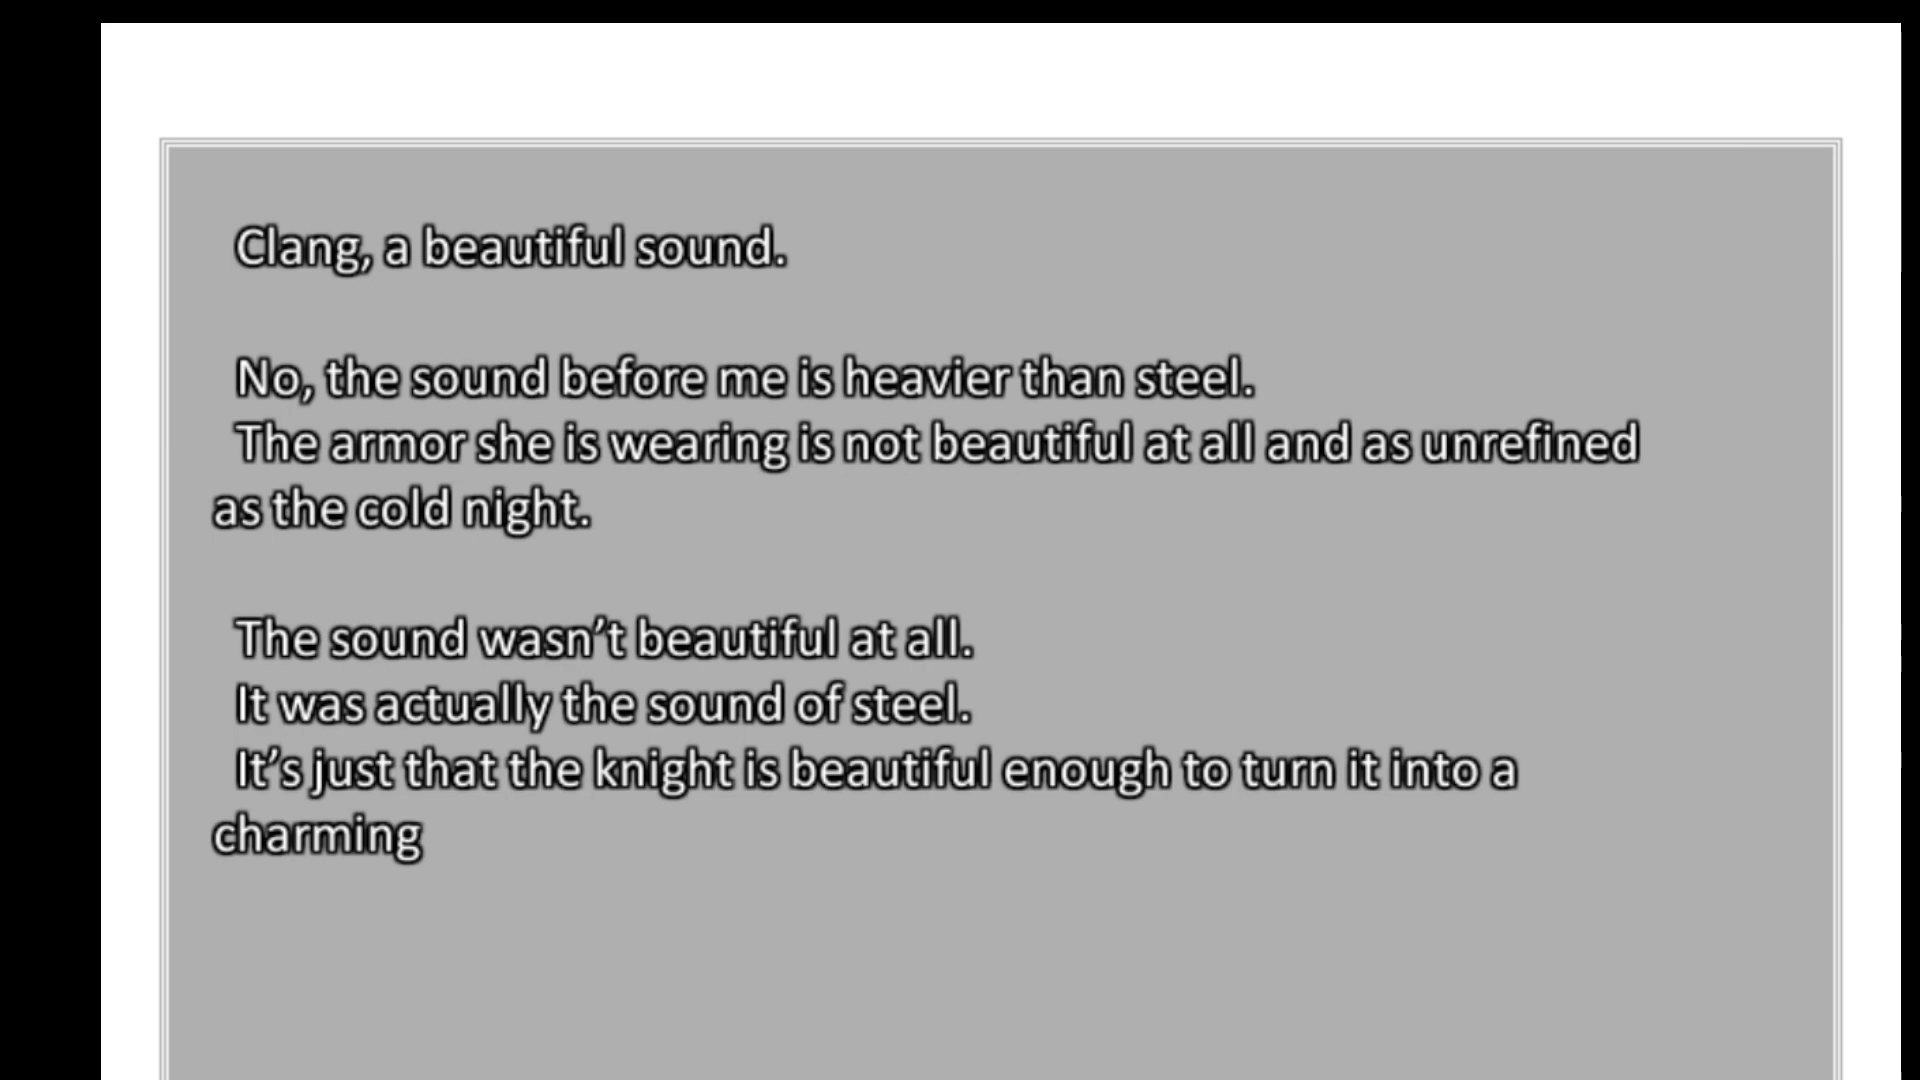 Clang, a beautiful sound.
No, the sound before me is heavier than steel.
The armor she is wearing is not beautiful at all and as unrefined
as the cold night.
The sound wasn’t beautiful at all.
It was actually the sound of steel.
It’s just that the knight is beautiful enough to turn it into a
charming